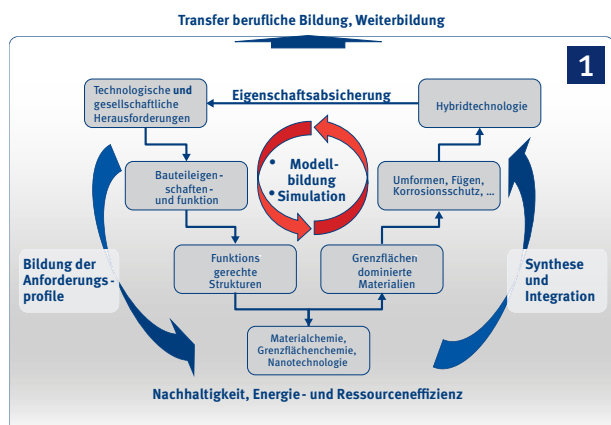 Transfer berufliche Bildung, Weiterbildung
1
Technologische und
gesellschaftliche
Herausforderungen
Eigenschaftsabsicherung
Hybridtechnologie
• Modell-
bildung
• Simulation
Bauteileigen-
schaften-
und funktion
Umformen, Fügen,
Korrosionsschutz, ...
Bildung der
Anforderungs-
profile
Funktions
gerechte
Strukturen
Grenzflächen
dominierte
Materialien
Synthese
und
Integration
Materialchemie,
Grenzflächenchemie,
Nanotechnologie
Nachhaltigkeit, Energie- und Ressourceneffizienz